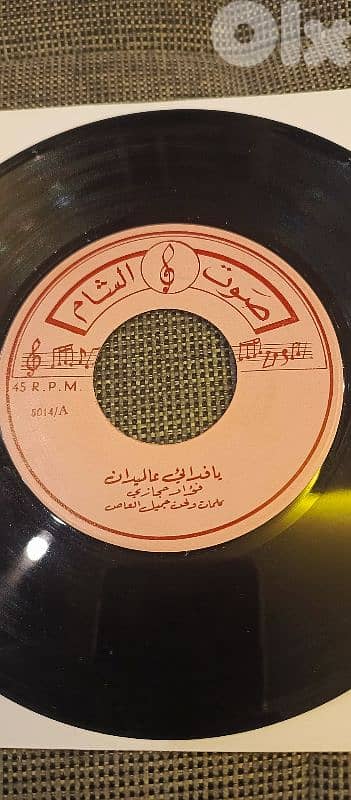 Olx
صوت الشام
45 R.P.M.
5014/A
يا فدائي عالميدان
فؤاد حجازي
كلمات ولحن جميل العاص